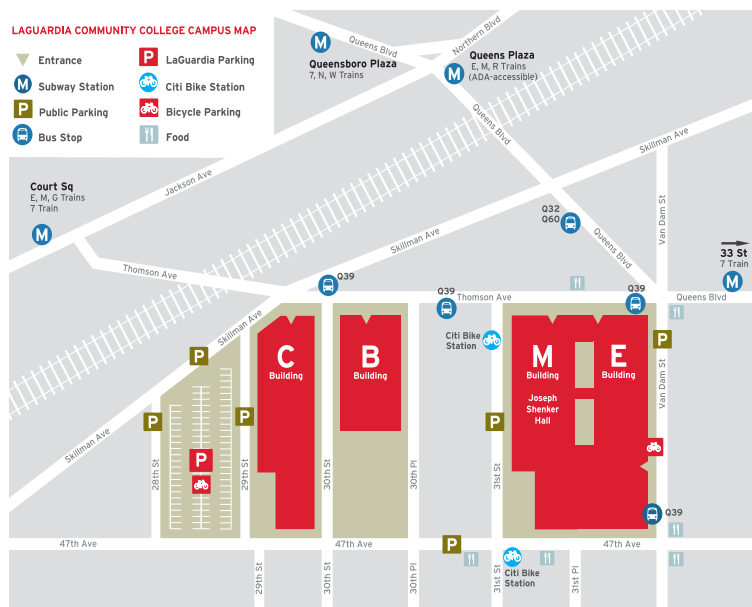 LAGUARDIA COMMUNITY COLLEGE CAMPUS MAP
Entrance
M Subway Station
P Public Parking
Bus Stop
P LaGuardia Parking
Citi Bike Station
Bicycle Parking
Food
M
Queensboro Plaza
7, N, W Trains
Queens Blvd
Northern Blvd
M
Queens Plaza
E, M, R Trains
(ADA-accessible)
Queens Blvd
Skillman Ave
Jackson Ave
Court Sq
E, M, G Trains
7 Train
M
Thomson Ave
Skillman Ave
Q32
Q60
Queens Blvd
Van Dam St
33 St
7 Train
M
Q39
Q39
Thomson Ave
Q39
Queens Blvd
Skillman Ave
Citi Bike
Station
P
P
C
Building
B
Building
M
Building
Joseph
Shenker
Hall
E
Building
Van Dam St
P
P
P
Skillman Ave
P
28th St
29th St
30th St
30th Pl
31st St
Q39
47th Ave
47th Ave
P
47th Ave
Citi Bike
Station
29th St
30th St
30th Pl
31st St
31st Pl